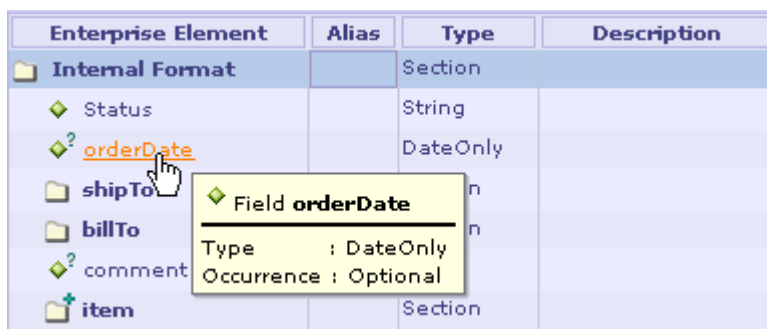 Enterprise Element Alias Type Description
Internal Format Section
Status String
? orderDate DateOnly
shipTo n
Field orderDate
billTo n
Type : DateOnly
? comment
Occurrence : Optional
item Section